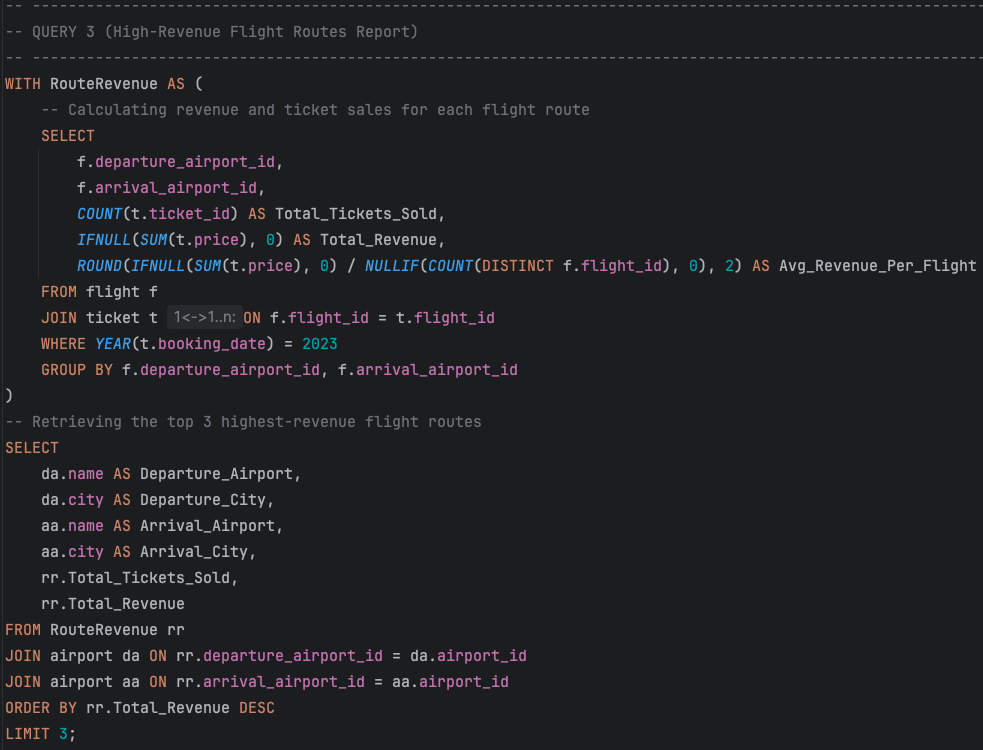 -- ------------------------------------------------------------------------------------------------------------
-- QUERY 3 (High-Revenue Flight Routes Report)
-- ------------------------------------------------------------------------------------------------------------
WITH RouteRevenue AS (
    -- Calculating revenue and ticket sales for each flight route
    SELECT
        f.departure_airport_id,
        f.arrival_airport_id,
        COUNT(t.ticket_id) AS Total_Tickets_Sold,
        IFNULL(SUM(t.price), 0) AS Total_Revenue,
        ROUND(IFNULL(SUM(t.price), 0) / NULLIF(COUNT(DISTINCT f.flight_id), 0), 2) AS Avg_Revenue_Per_Flight
    FROM flight f
    JOIN ticket t 1<->1..n: ON f.flight_id = t.flight_id
    WHERE YEAR(t.booking_date) = 2023
    GROUP BY f.departure_airport_id, f.arrival_airport_id
)
-- Retrieving the top 3 highest-revenue flight routes
SELECT
    da.name AS Departure_Airport,
    da.city AS Departure_City,
    aa.name AS Arrival_Airport,
    aa.city AS Arrival_City,
    rr.Total_Tickets_Sold,
    rr.Total_Revenue
FROM RouteRevenue rr
JOIN airport da ON rr.departure_airport_id = da.airport_id
JOIN airport aa ON rr.arrival_airport_id = aa.airport_id
ORDER BY rr.Total_Revenue DESC
LIMIT 3;